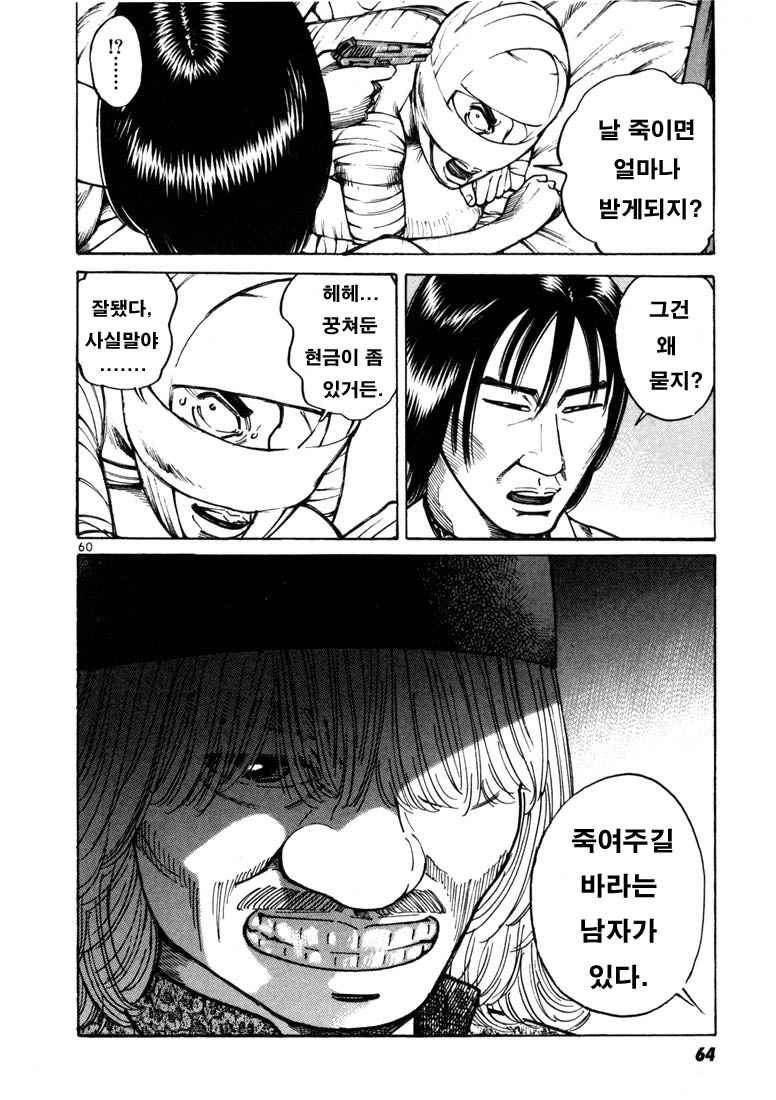 날 죽이면
얼마나
받게되지?
!?
……
그건
왜
묻지?
헤헤...
꿍쳐둔
현금이 좀
있거든.
잘됐다,
사실말야
.......
60
죽여주길
바라는
남자가
있다.
64